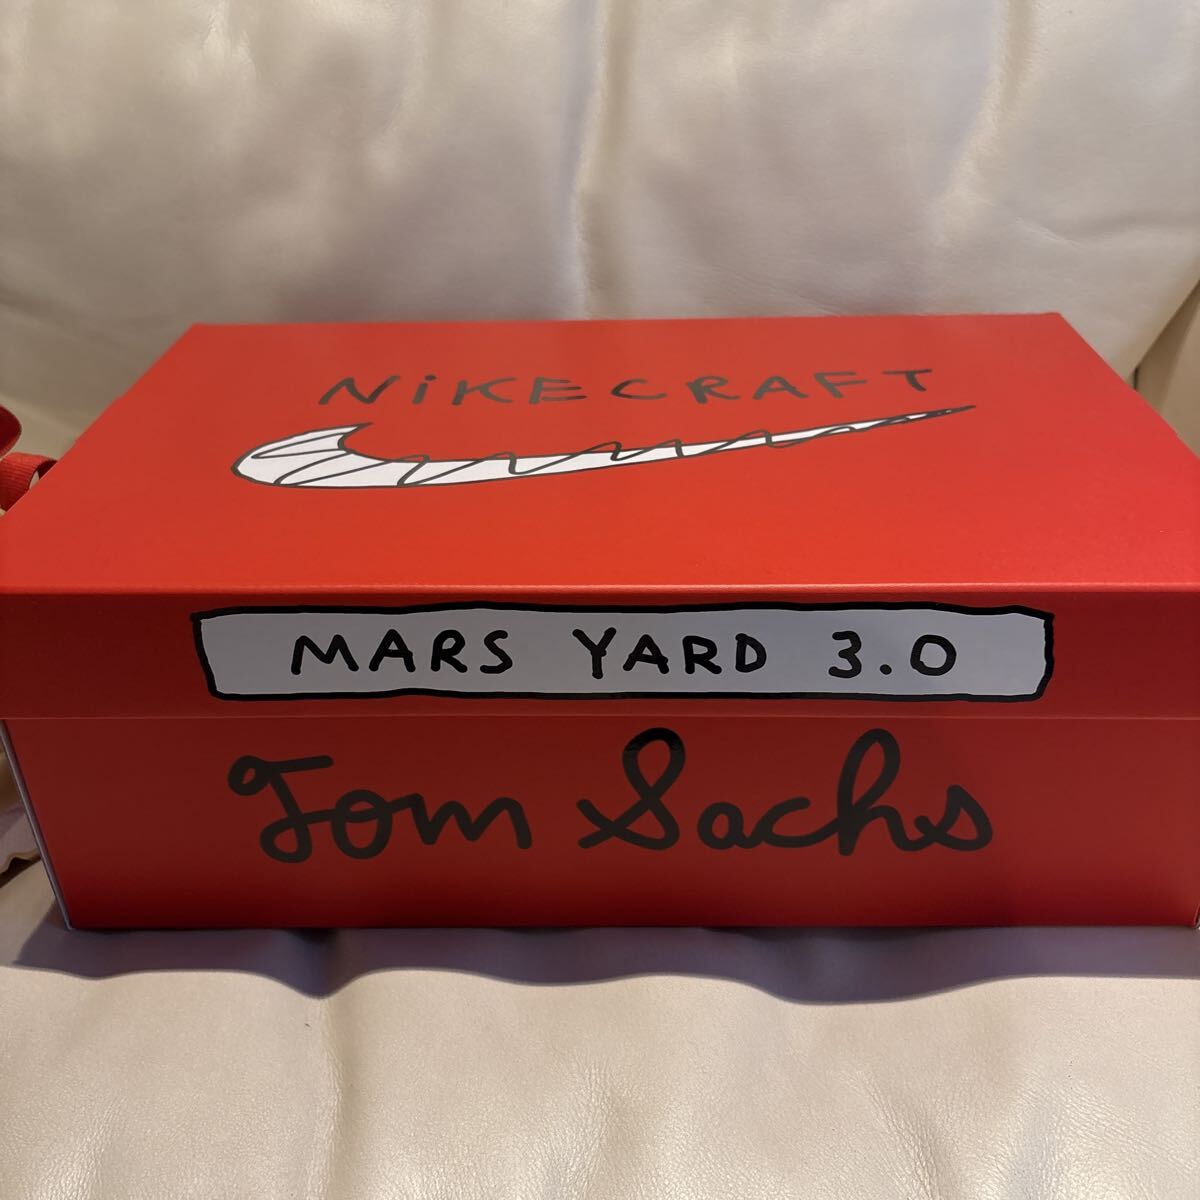 NiKECRAFT
MARS YARD 3.0
Tom Sachs